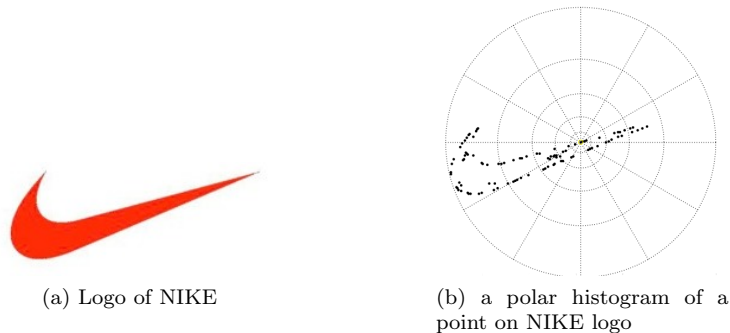 (a) Logo of NIKE
(b) a polar histogram of a
point on NIKE logo